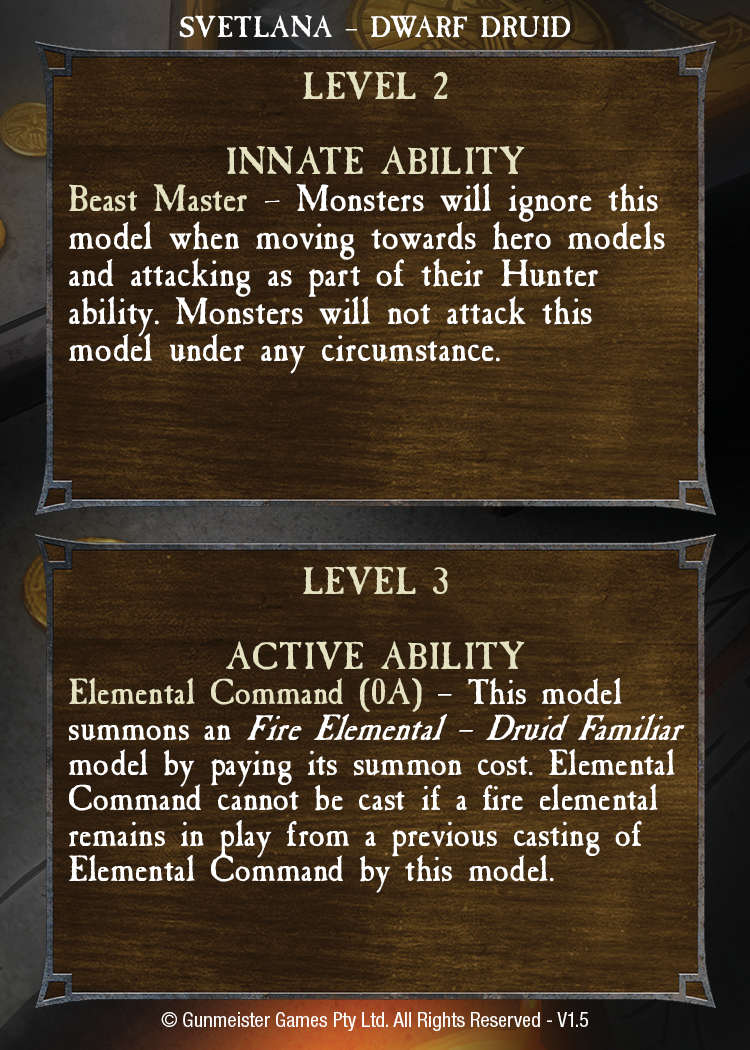 SVETLANA – DWARF DRUID
LEVEL 2
INNATE ABILITY
Beast Master – Monsters will ignore this
model when moving towards hero models
and attacking as part of their Hunter
ability. Monsters will not attack this
model under any circumstance.
LEVEL 3
ACTIVE ABILITY
Elemental Command (0A) – This model
summons an Fire Elemental – Druid Familiar
model by paying its summon cost. Elemental
Command cannot be cast if a fire elemental
remains in play from a previous casting of
Elemental Command by this model.
© Gunmeister Games Pty Ltd. All Rights Reserved - V1.5